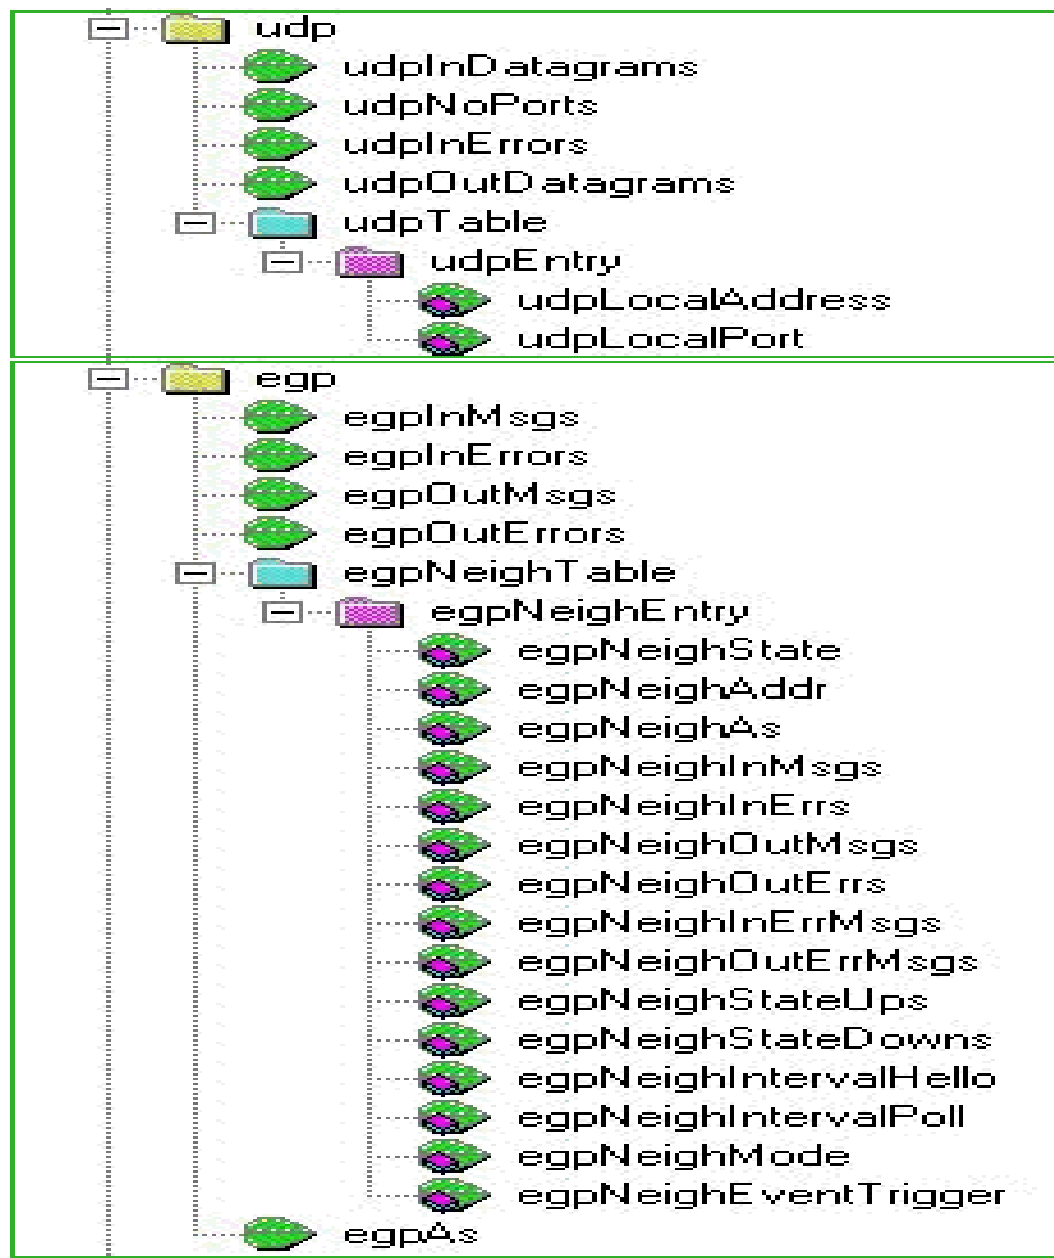 udp
udpInDatagrams
udpNoPorts
udpInErrors
udpOutDatagrams
udpTable
udpEntry
udpLocalAddress
udpLocalPort
egp
egpInMsgs
egpInErrors
egpOutMsgs
egpOutErrors
egpNeighTable
egpNeighEntry
egpNeighState
egpNeighAddr
egpNeighAs
egpNeighInMsgs
egpNeighInErrs
egpNeighOutMsgs
egpNeighOutErrs
egpNeighInErrMsgs
egpNeighOutErrMsgs
egpNeighStateUps
egpNeighStateDowns
egpNeighIntervalHello
egpNeighIntervalPoll
egpNeighMode
egpNeighEventTrigger
egpAs